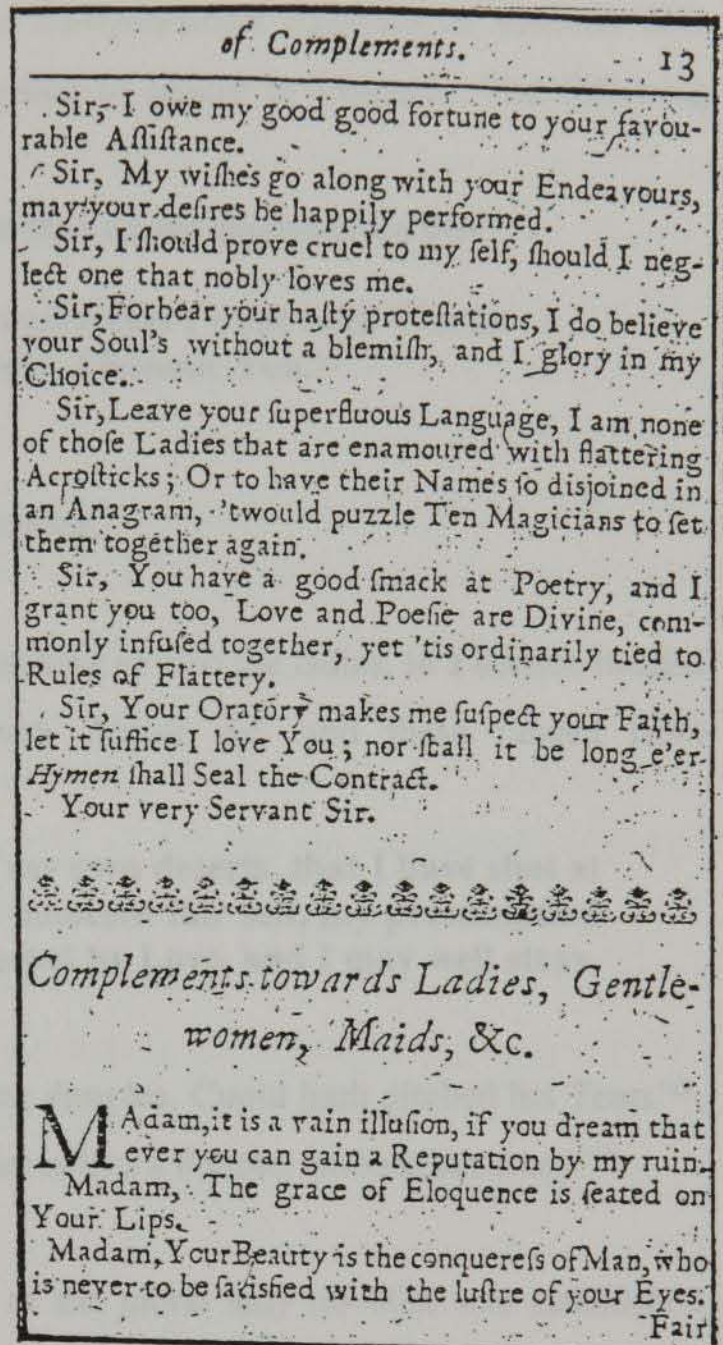 of Complements. 13
Sir, I owe my good good fortune to your favou-
rable Aſſiſtance.
Sir, My wiſhes go along with your Endeavours,
may your deſires be happily performed.
Sir, I ſhould prove cruel to my ſelf, ſhould I neg-
lect one that nobly loves me.
Sir, Forbear your haſty proteſtations, I do believe
your Soul's without a blemiſh, and I glory in my
Choice.
Sir, Leave your ſuperfluous Language, I am none
of thoſe Ladies that are enamoured with flattering
Acroſticks; Or to have their Names ſo disjoined in
an Anagram, 'twould puzzle Ten Magicians to ſet
them together again.
Sir, You have a good ſmack at Poetry, and I
grant you too, Love and Poeſie are Divine, com-
monly infuſed together, yet 'tis ordinarily tied to
Rules of Flattery.
Sir, Your Oratory makes me ſuſpect your Faith,
let it ſuffice I love You; nor ſhall it be long e'er
Hymen ſhall Seal the Contract.
Your very Servant Sir.
Complements towards Ladies, Gentle-
women, Maids, &c.
MAdam, it is a vain illuſion, if you dream that
ever you can gain a Reputation by my ruin.
Madam, The grace of Eloquence is ſeated on
Your Lips.
Madam, Your Beauty is the conquereſs of Man, who
is never to be ſatisfied with the luſtre of your Eyes.
Fair